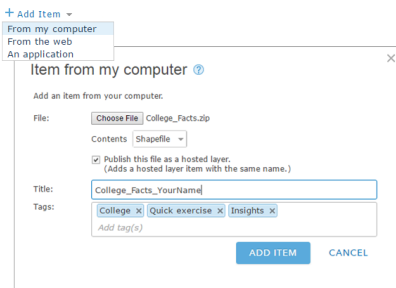 + Add Item
From my computer
From the web
An application
Item from my computer ?
Add an item from your computer.
File: Choose File College_Facts.zip
Contents Shapefile
Publish this file as a hosted layer.
(Adds a hosted layer item with the same name.)
Title: College_Facts_YourName
Tags: College x Quick exercise x Insights x
Add tag(s)
ADD ITEM CANCEL